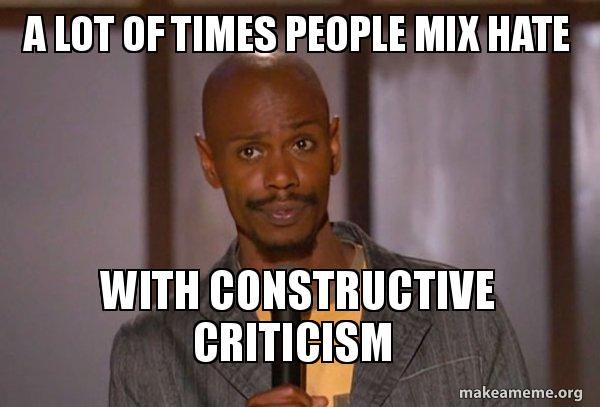 A LOT OF TIMES PEOPLE MIX HATE
WITH CONSTRUCTIVE
CRITICISM
makeameme.org